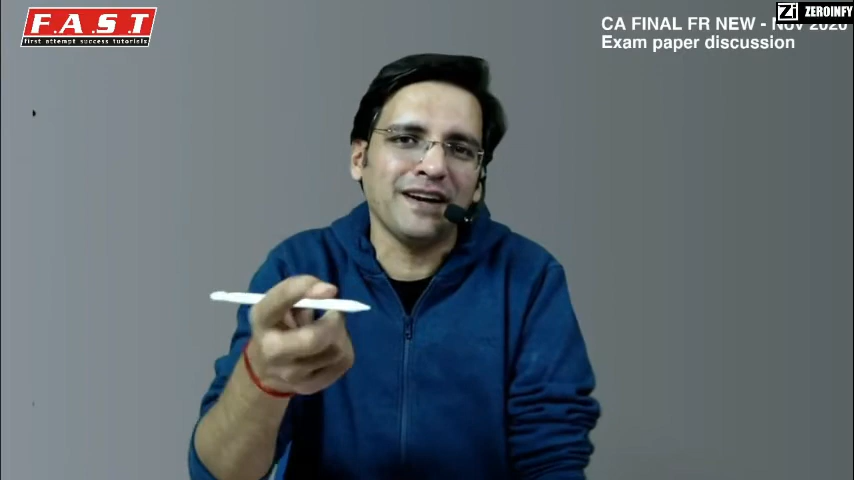 F.A.S.T
first attempt success tutorials
Zi ZEROINFY
CA FINAL FR NEW - Nov 2020
Exam paper discussion